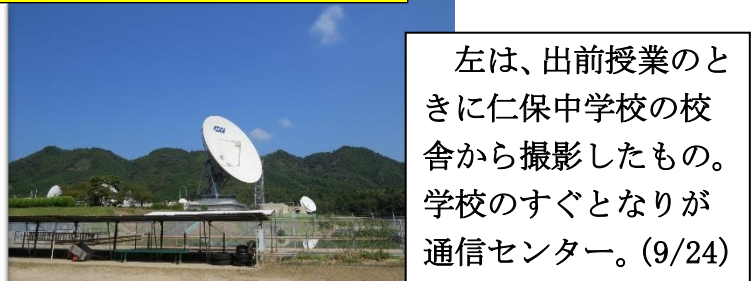 KDDI
左は、出前授業のと
きに仁保中学校の校
舎から撮影したもの。
学校のすぐとなりが
通信センター。(9/24)